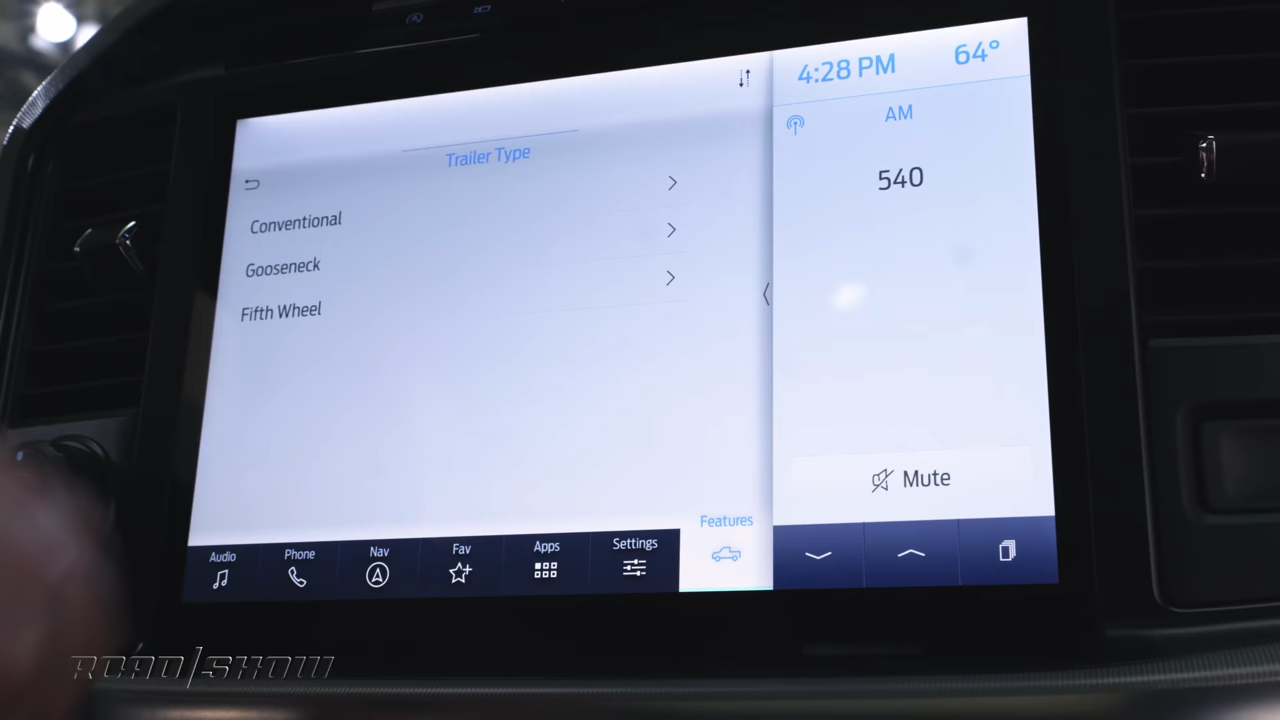 Trailer Type
Conventional
Gooseneck
Fifth Wheel
4:28 PM 64°
AM
540
Mute
Audio Phone Nav Fav Apps Settings Features
ROAD/SHOW